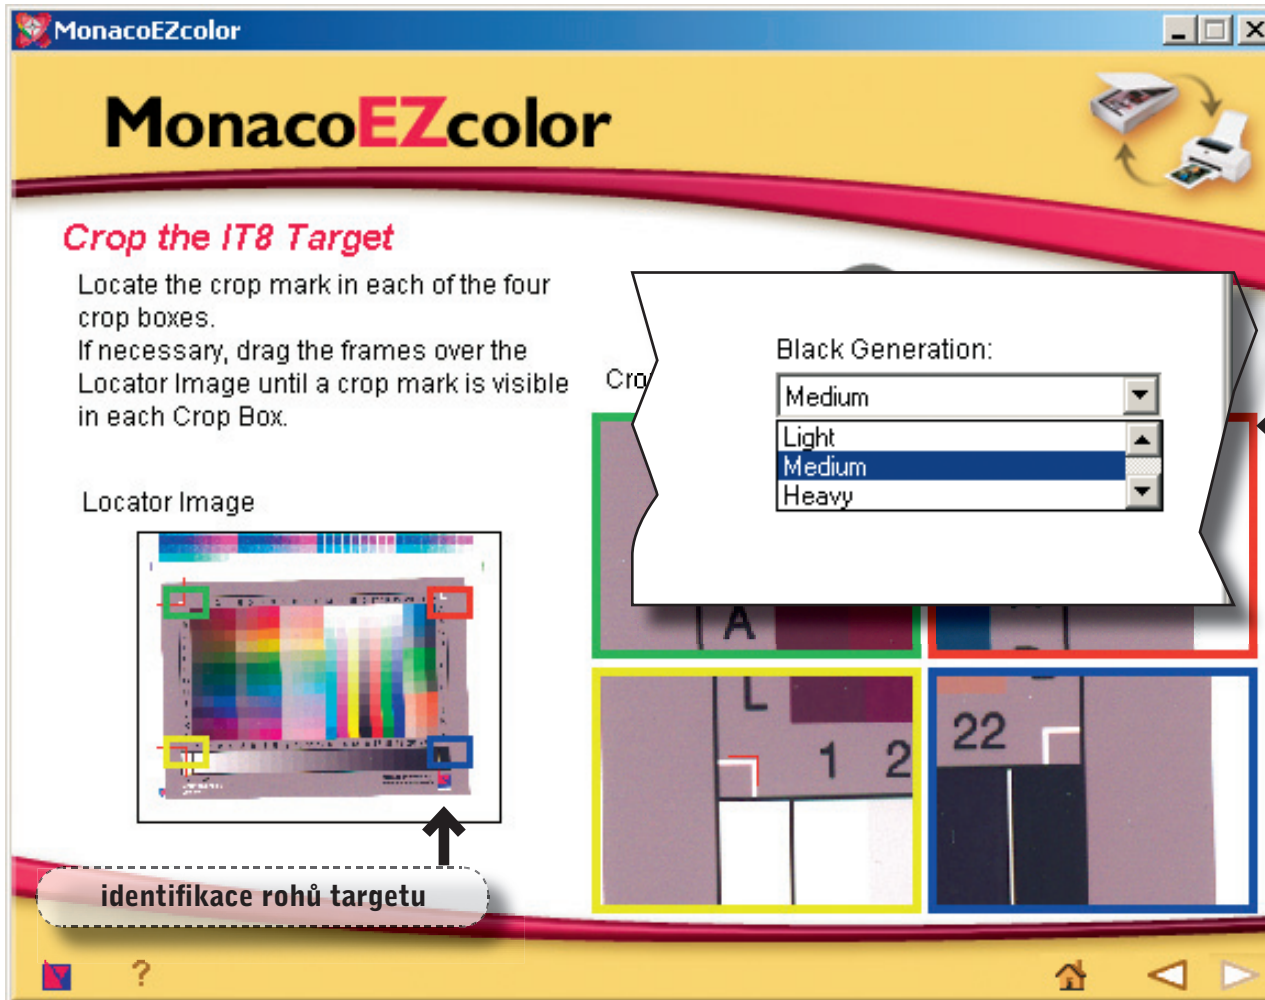 MonacoEZcolor
MonacoEZcolor
Crop the IT8 Target
Locate the crop mark in each of the four
crop boxes.
If necessary, drag the frames over the
Locator Image until a crop mark is visible
in each Crop Box.
Locator Image
Black Generation:
Medium
Light
Medium
Heavy
A
L
1 2
22
identifikace rohů targetu
?